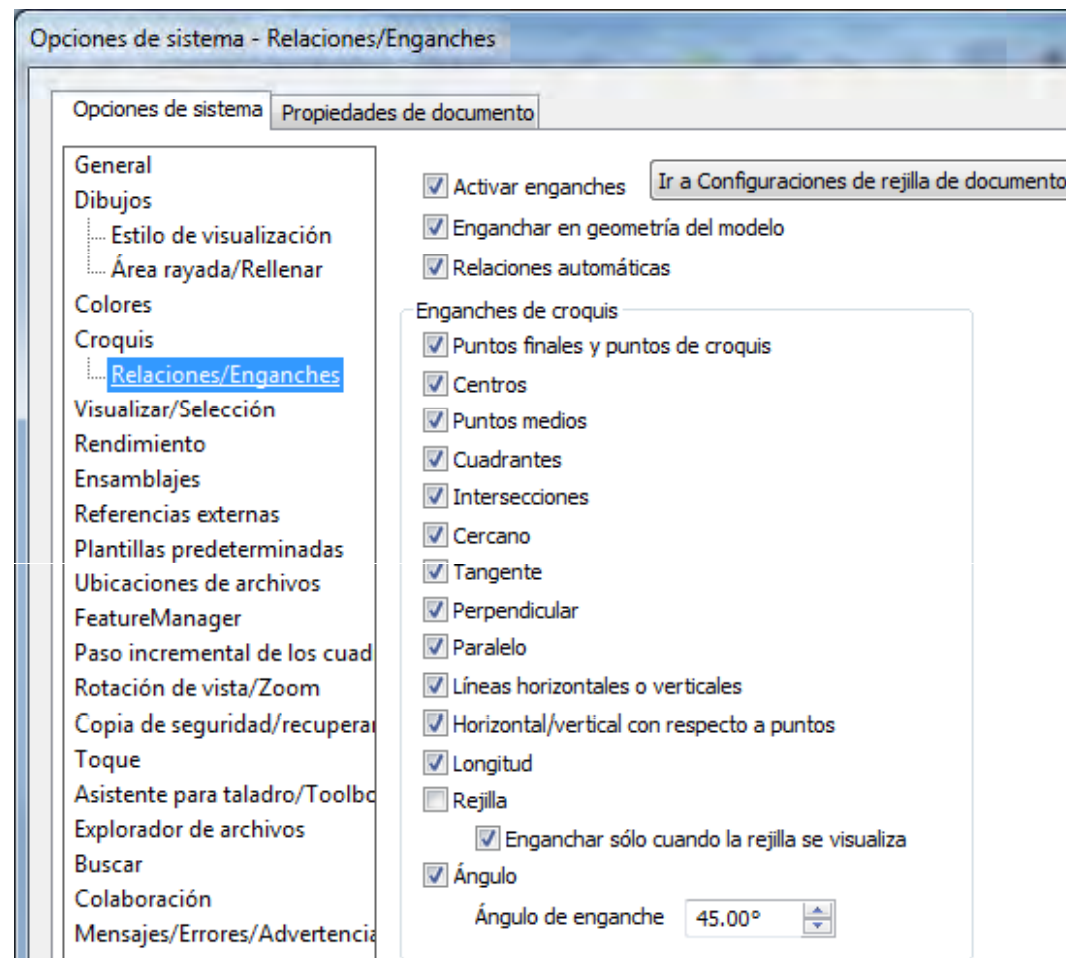 Opciones de sistema - Relaciones/Enganches
Opciones de sistema
Propiedades de documento
General
Dibujos
Estilo de visualización
Área rayada/Rellenar
Colores
Croquis
Relaciones/Enganches
Visualizar/Selección
Rendimiento
Ensamblajes
Referencias externas
Plantillas predeterminadas
Ubicaciones de archivos
FeatureManager
Paso incremental de los cuad
Rotación de vista/Zoom
Copia de seguridad/recuperar
Toque
Asistente para taladro/Toolbo
Explorador de archivos
Buscar
Colaboración
Mensajes/Errores/Advertencia
Activar enganches
Ir a Configuraciones de rejilla de documento
Enganchar en geometría del modelo
Relaciones automáticas
Enganches de croquis
Puntos finales y puntos de croquis
Centros
Puntos medios
Cuadrantes
Intersecciones
Cercano
Tangente
Perpendicular
Paralelo
Líneas horizontales o verticales
Horizontal/vertical con respecto a puntos
Longitud
Rejilla
Enganchar sólo cuando la rejilla se visualiza
Ángulo
Ángulo de enganche 45.00°